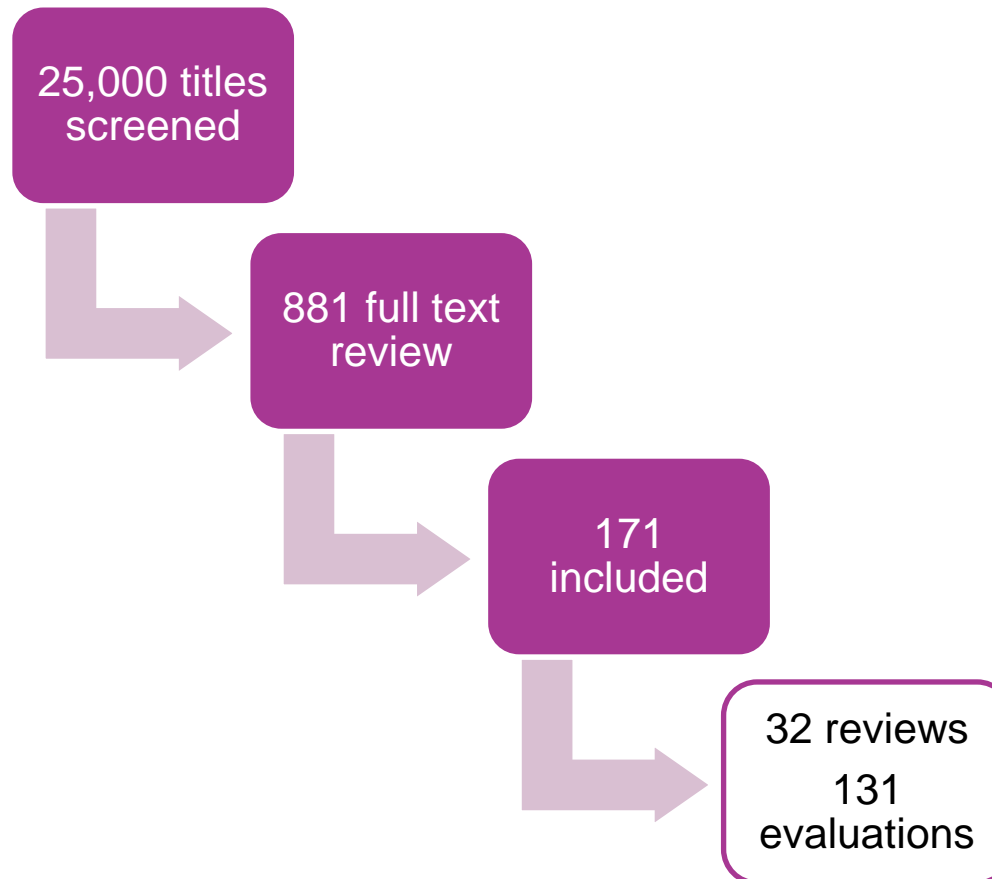 25,000 titles
screened
881 full text
review
171
included
32 reviews
131
evaluations